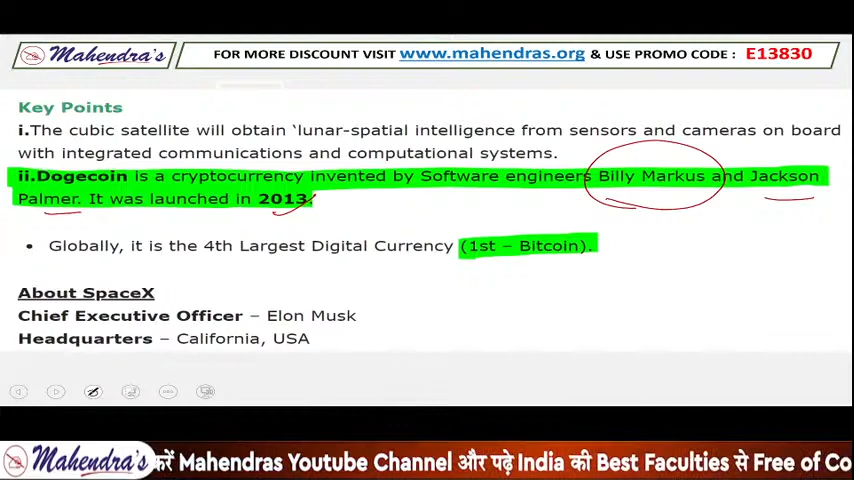 Mahendra's
FOR MORE DISCOUNT VISIT www.mahendras.org & USE PROMO CODE : E13830
Key Points
i.The cubic satellite will obtain ‘lunar-spatial intelligence from sensors and cameras on board
with integrated communications and computational systems.
ii.Dogecoin is a cryptocurrency invented by Software engineers Billy Markus and Jackson
Palmer. It was launched in 2013.
• Globally, it is the 4th Largest Digital Currency (1st – Bitcoin).
About SpaceX
Chief Executive Officer – Elon Musk
Headquarters – California, USA
Mahendra's करें Mahendras Youtube Channel और पढ़े India की Best Faculties से Free of Co